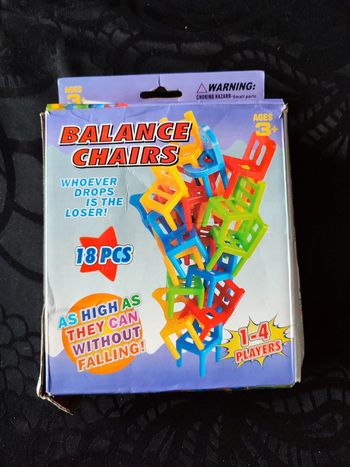 AGES
3+
WARNING:
CHOKING HAZARD-Small parts
AGES
3+
BALANCE
CHAIRS
WHOEVER
DROPS
IS THE
LOSER!
18 PCS
AS HIGH AS
THEY CAN
WITHOUT
FALLING!
1-4
PLAYERS